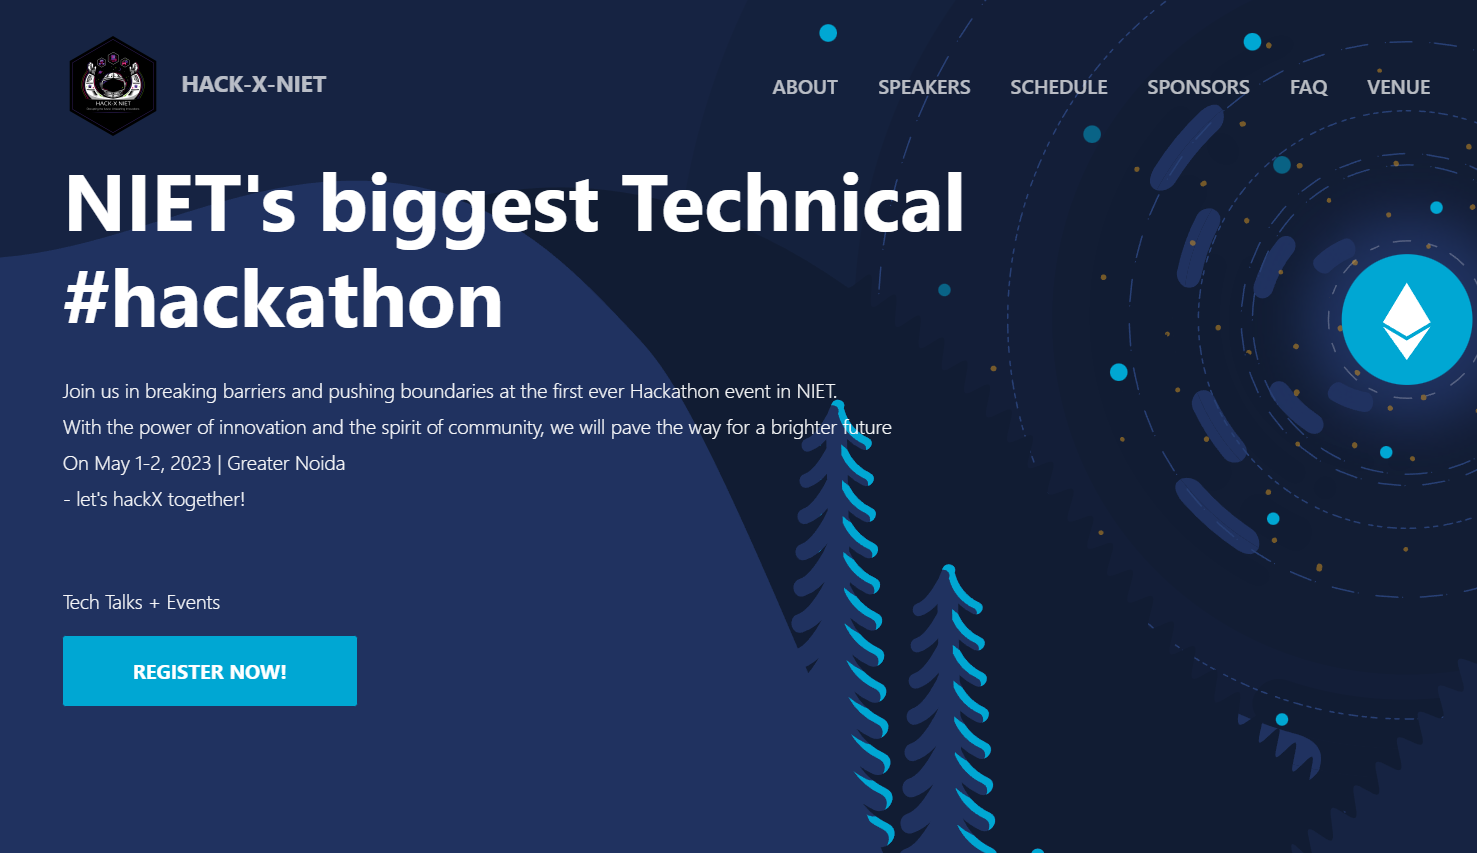 HACK-X NIET
HACK-X-NIET
ABOUT
SPEAKERS
SCHEDULE
SPONSORS
FAQ
VENUE
NIET's biggest Technical
#hackathon
Join us in breaking barriers and pushing boundaries at the first ever Hackathon event in NIET.
With the power of innovation and the spirit of community, we will pave the way for a brighter future
On May 1-2, 2023 | Greater Noida
- let's hackX together!
Tech Talks + Events
REGISTER NOW!